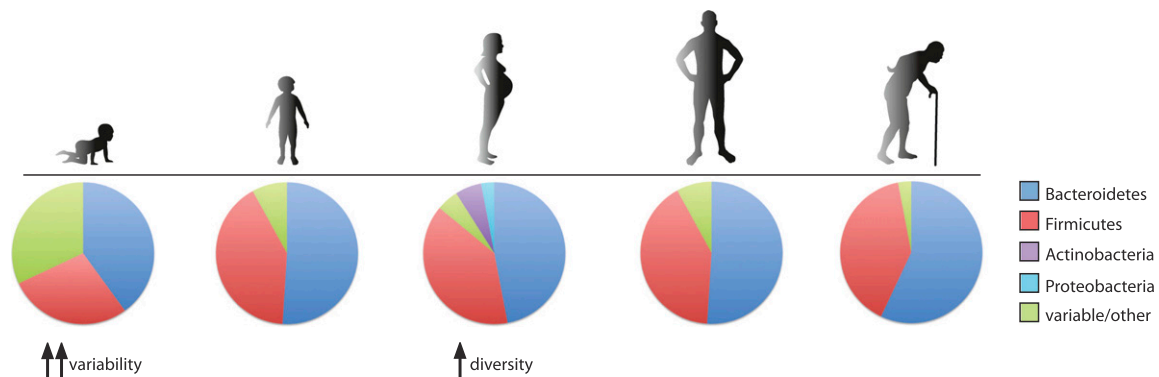 Bacteroidetes
Firmicutes
Actinobacteria
Proteobacteria
variable/other
variability
diversity